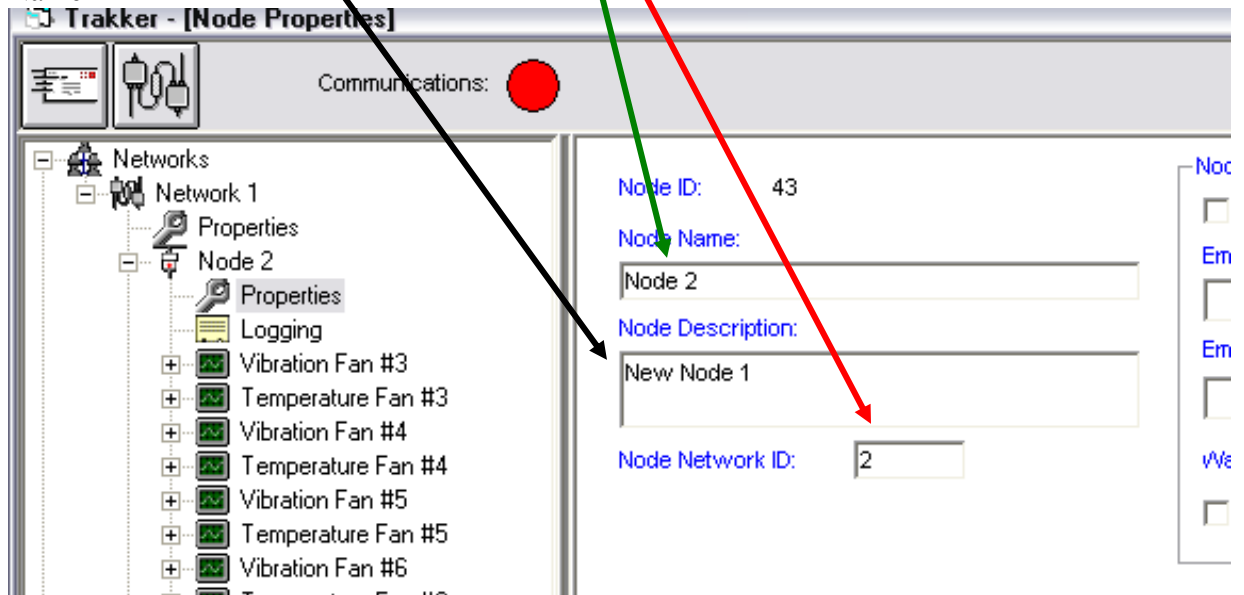 Trakker - [Node Properties]
Communications:
Networks
Network 1
Properties
Node 2
Properties
Logging
Vibration Fan #3
Temperature Fan #3
Vibration Fan #4
Temperature Fan #4
Vibration Fan #5
Temperature Fan #5
Vibration Fan #6
Node ID: 43
Node Name:
Node 2
Node Description:
New Node 1
Node Network ID: 2